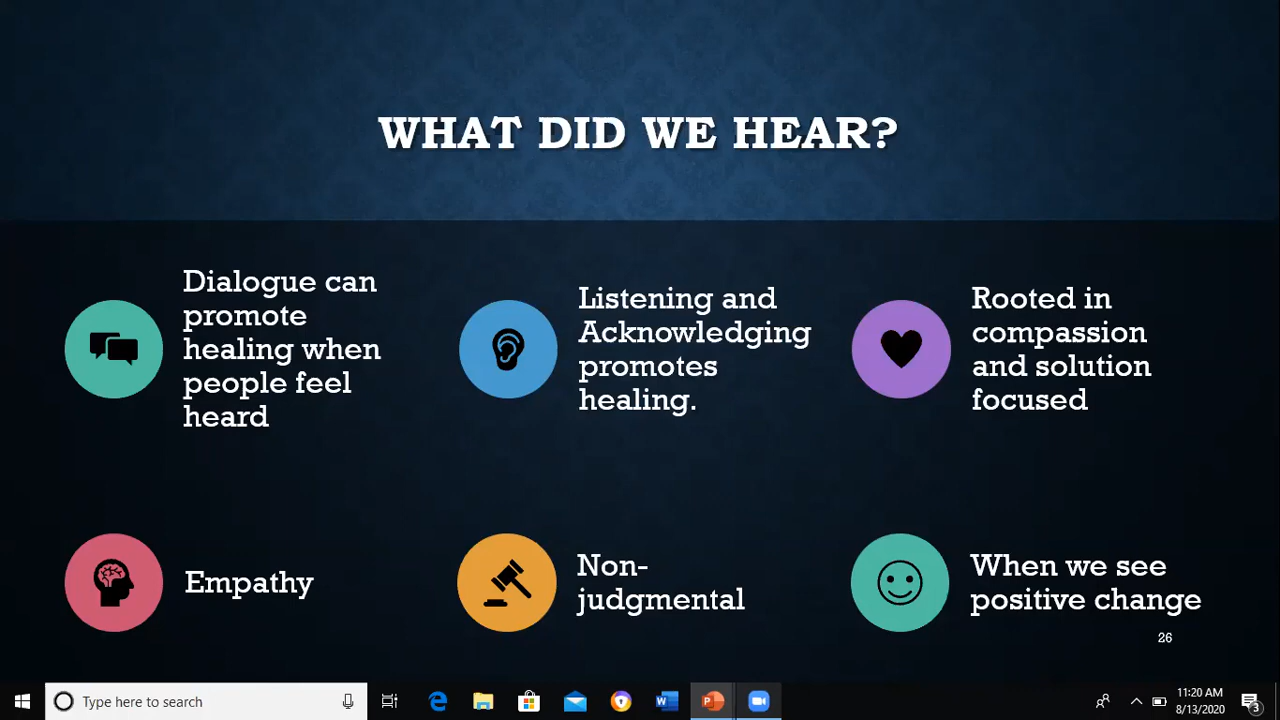 WHAT DID WE HEAR?
Dialogue can
promote
healing when
people feel
heard
Listening and
Acknowledging
promotes
healing.
Rooted in
compassion
and solution
focused
Empathy
Non-
judgmental
When we see
positive change
26
Type here to search
11:20 AM
8/13/2020
3